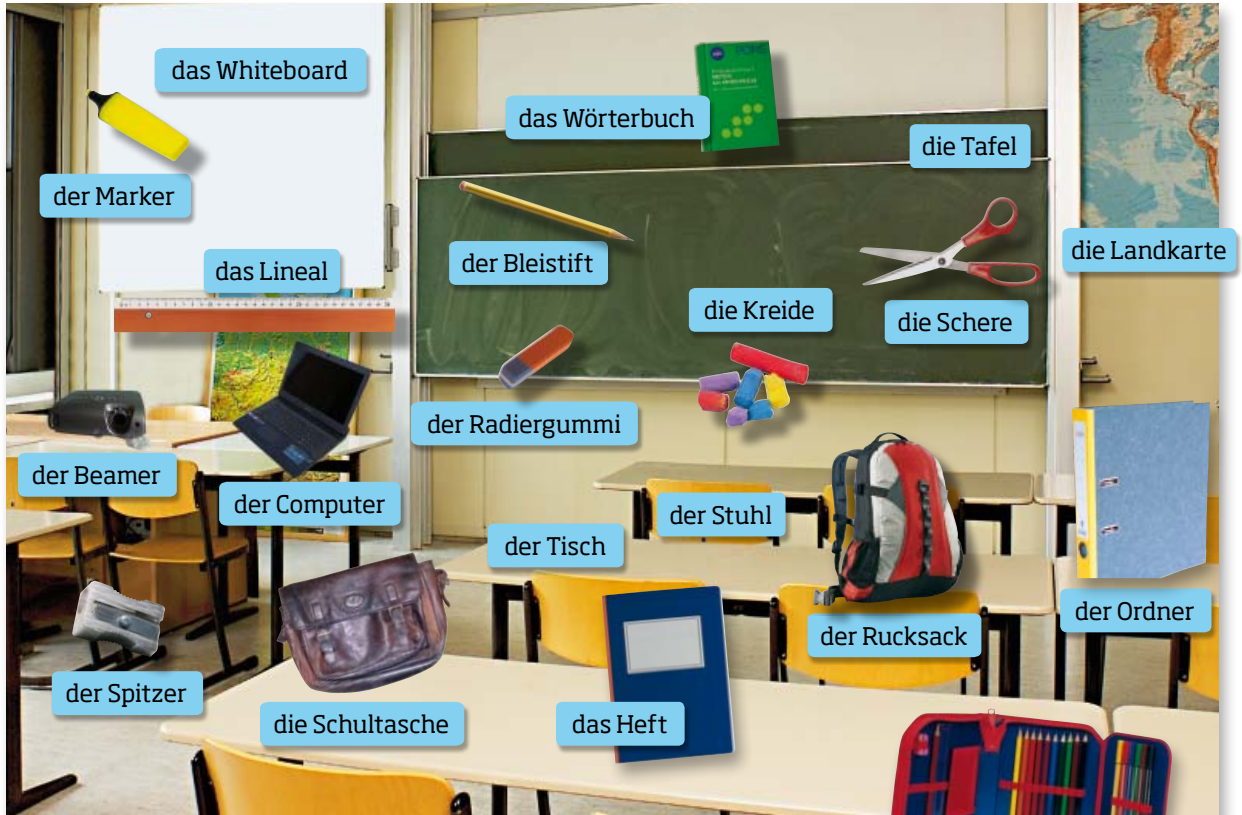 das Whiteboard
PONS
das Wörterbuch
die Tafel
der Marker
die Landkarte
der Bleistift
das Lineal
die Kreide
die Schere
der Radiergummi
der Beamer
der Computer
der Stuhl
der Tisch
der Ordner
der Rucksack
der Spitzer
die Schultasche
das Heft